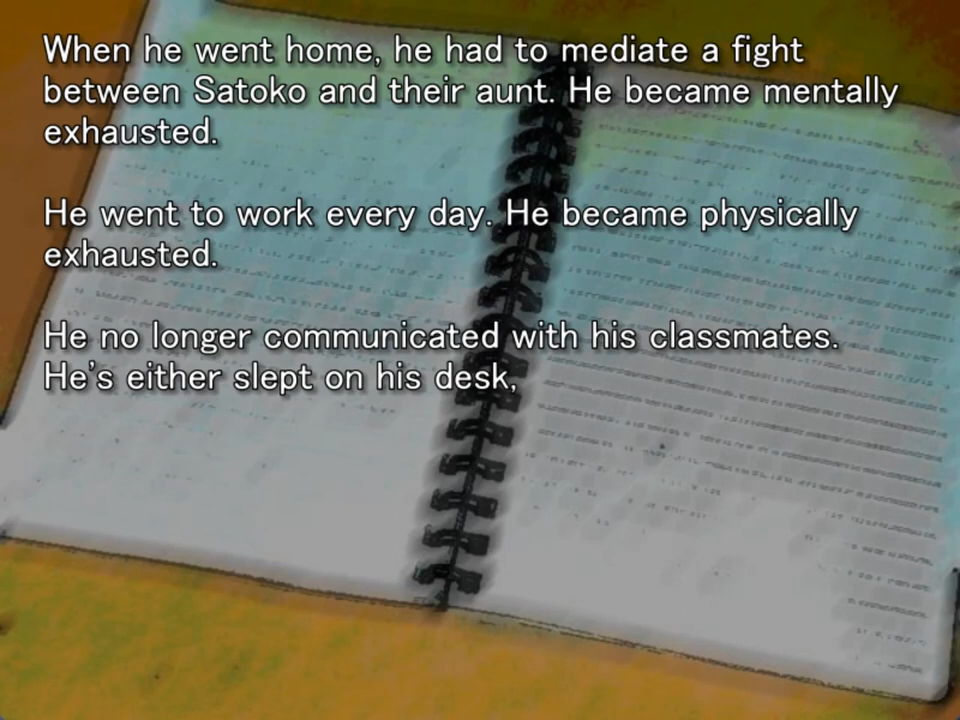 When he went home, he had to mediate a fight
between Satoko and their aunt. He became mentally
exhausted.
He went to work every day. He became physically
exhausted.
He no longer communicated with his classmates.
He's either slept on his desk,